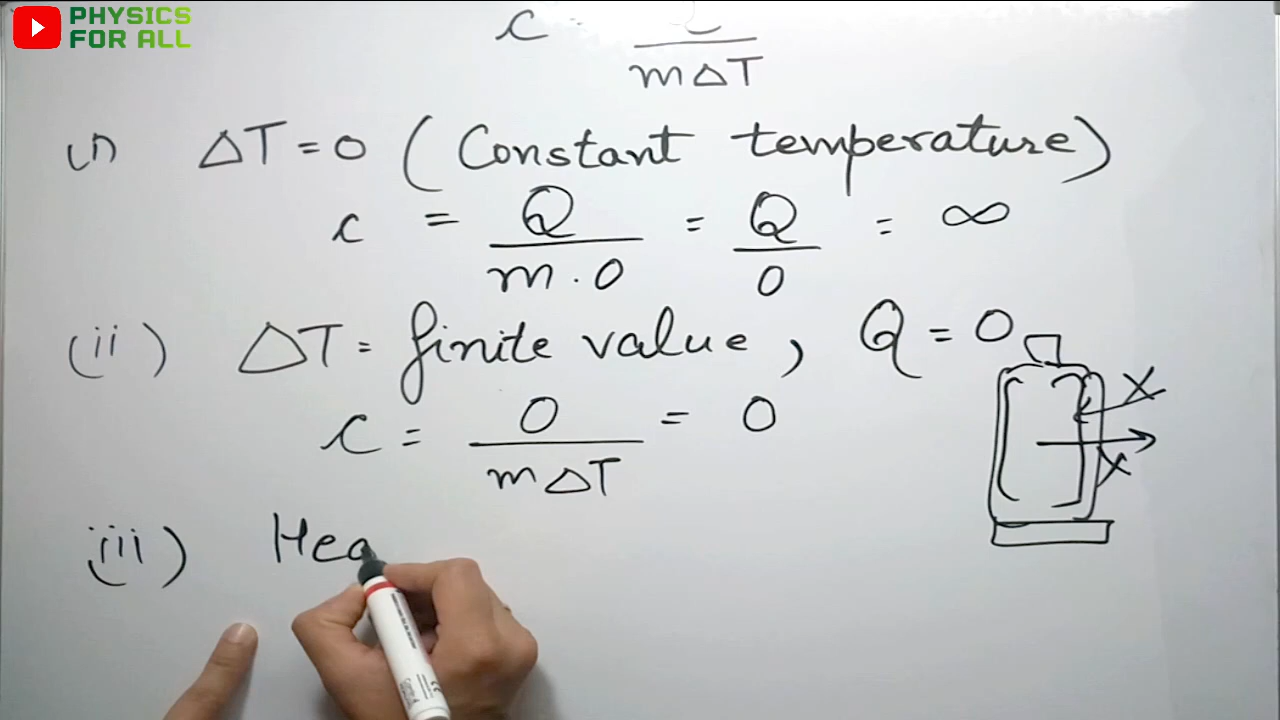 PHYSICS
FOR ALL
c
mΔT
(i) ΔT = 0 (Constant temperature)
c = Q / m . 0 = Q / 0 = ∞
(ii) ΔT = finite value, Q = 0
c = 0 / mΔT = 0
X
X
(iii) Hea